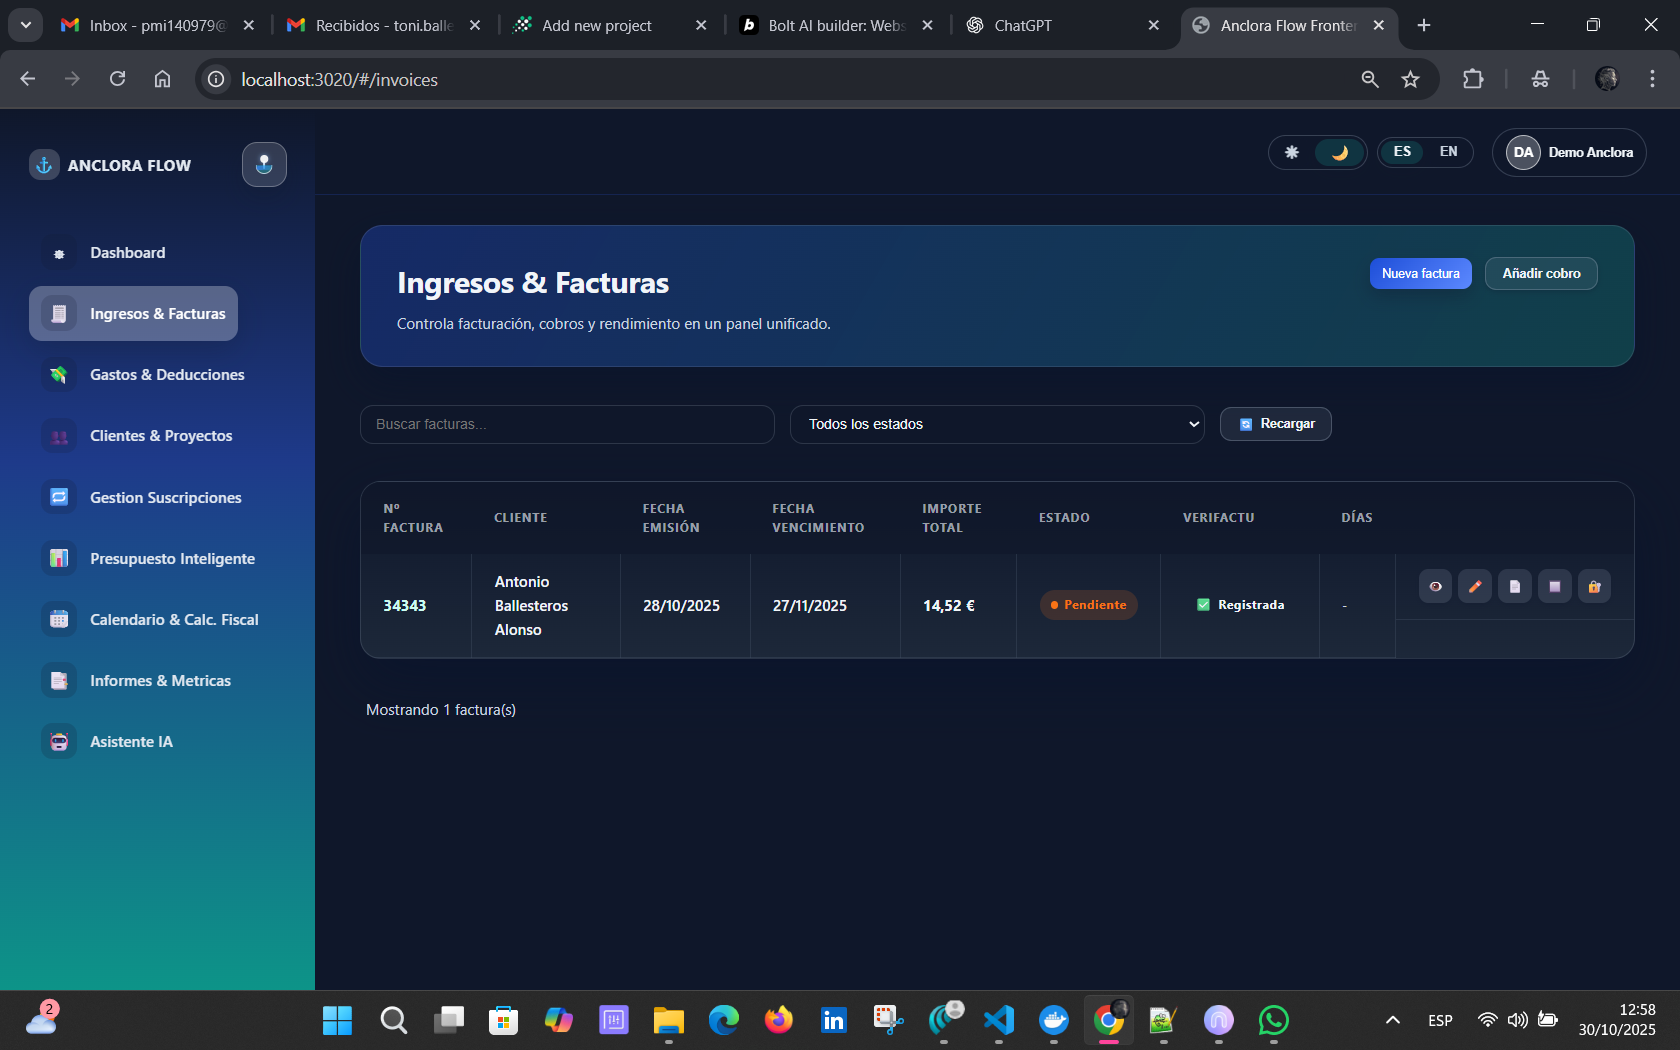 Inbox - pmi140979@
Recibidos - toni.balle
Add new project
Bolt AI builder: Webs
ChatGPT
Anclora Flow Fronter
localhost:3020/#/invoices
ANCLORA FLOW
ES
EN
DA
Demo Anclora
Dashboard
Ingresos & Facturas
Gastos & Deducciones
Clientes & Proyectos
Gestion Suscripciones
Presupuesto Inteligente
Calendario & Calc. Fiscal
Informes & Metricas
Asistente IA
Ingresos & Facturas
Controla facturación, cobros y rendimiento en un panel unificado.
Nueva factura
Añadir cobro
Buscar facturas...
Todos los estados
Recargar
Nº
FACTURA
CLIENTE
FECHA
EMISIÓN
FECHA
VENCIMIENTO
IMPORTE
TOTAL
ESTADO
VERIFACTU
DÍAS
34343
Antonio
Ballesteros
Alonso
28/10/2025
27/11/2025
14,52 €
Pendiente
Registrada
-
Mostrando 1 factura(s)
2
ESP
12:58
30/10/2025